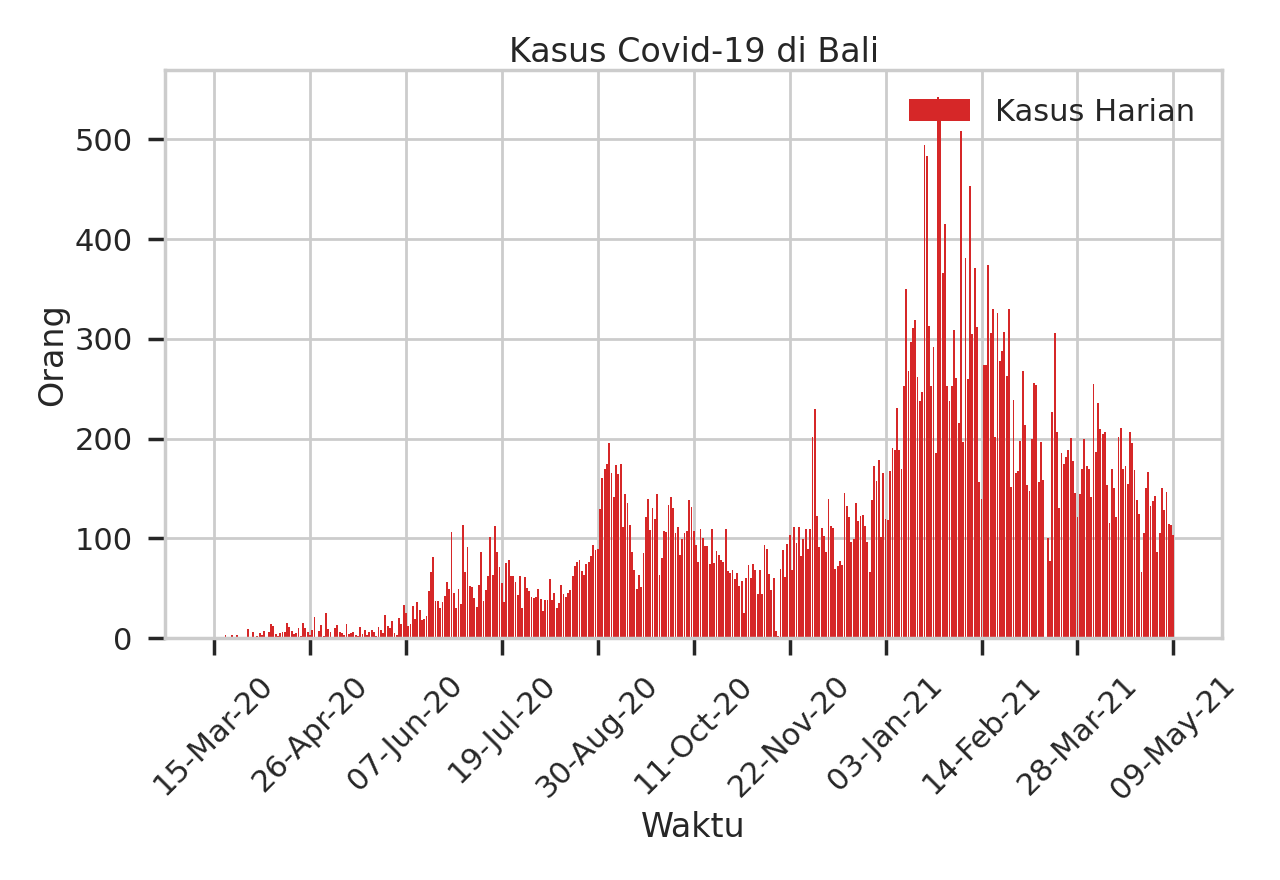 Kasus Covid-19 di Bali
Kasus Harian
500
400
300
200
100
0
Orang
15-Mar-20
26-Apr-20
07-Jun-20
19-Jul-20
30-Aug-20
11-Oct-20
22-Nov-20
03-Jan-21
14-Feb-21
28-Mar-21
09-May-21
Waktu